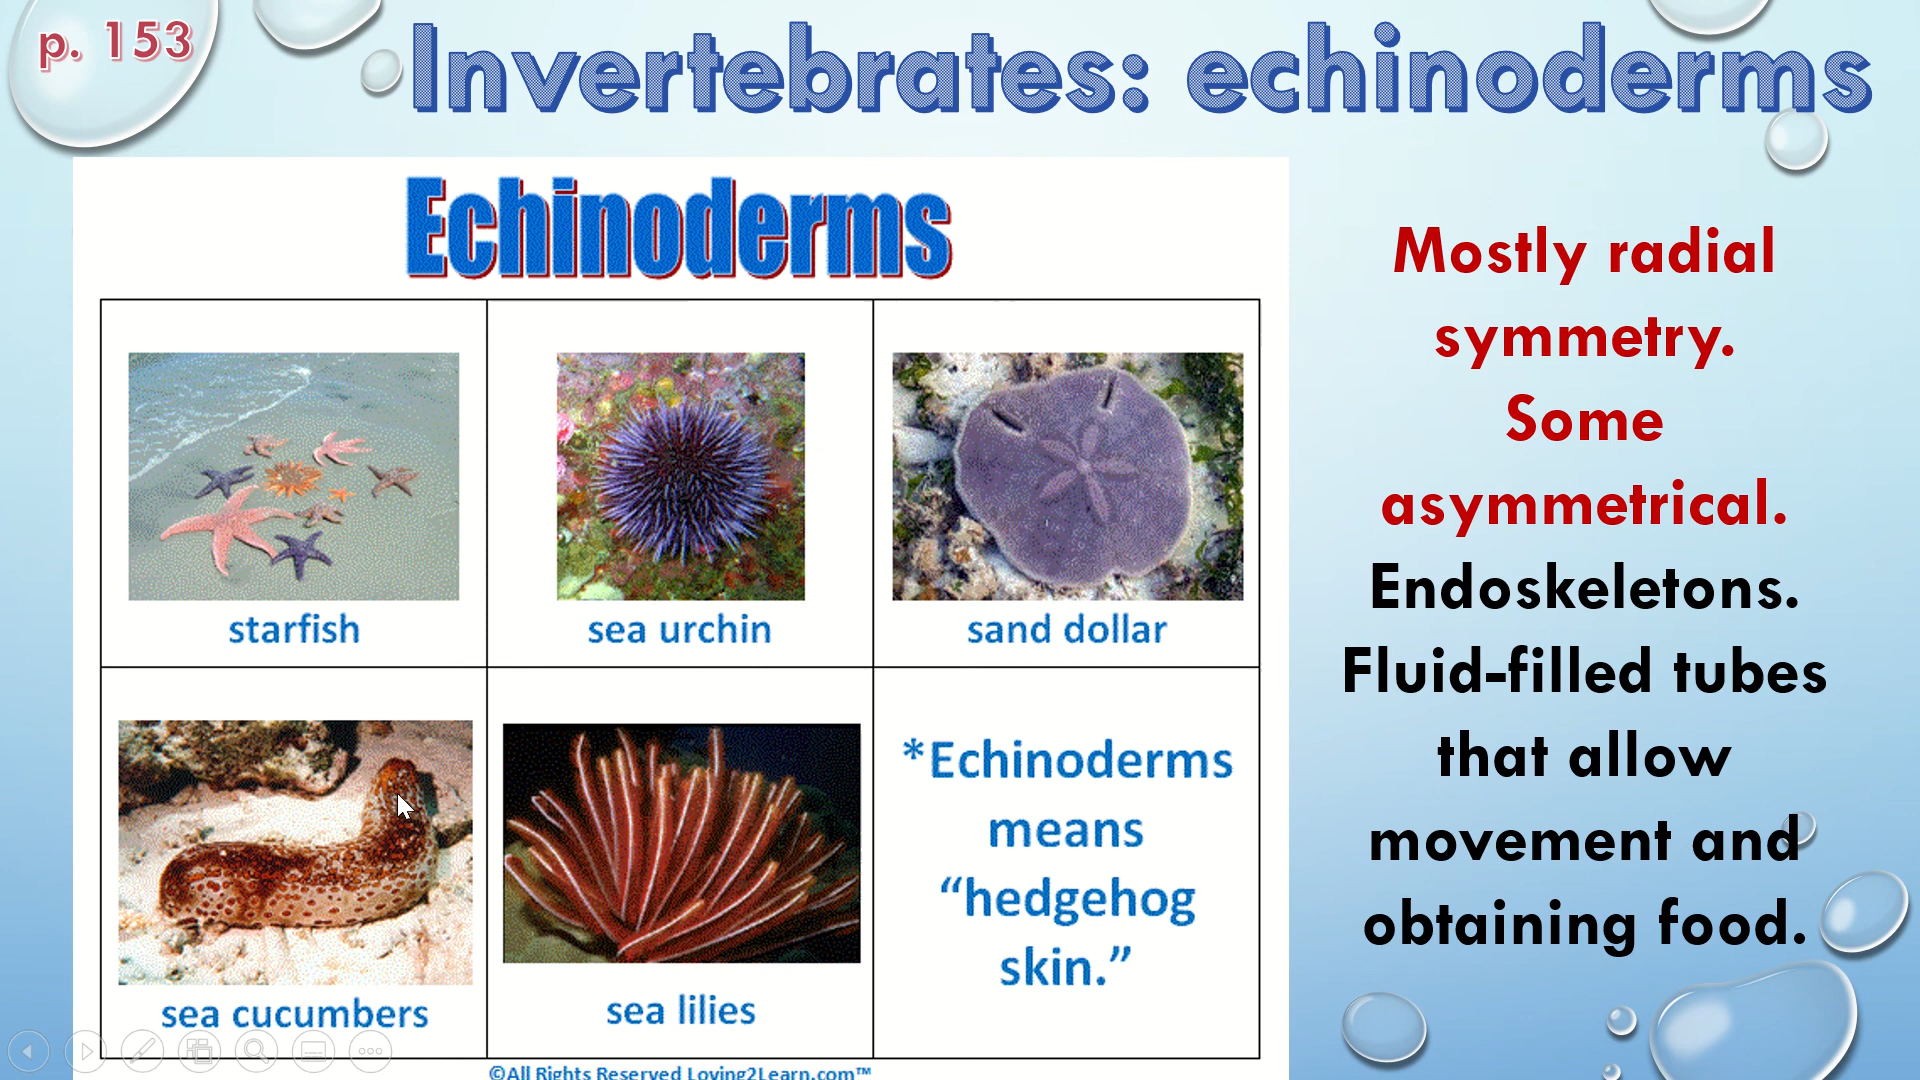 p. 153
Invertebrates: echinoderms
Echinoderms
starfish
sea urchin
sand dollar
sea cucumbers
sea lilies
*Echinoderms
means
“hedgehog
skin.”
©All Rights Reserved Loving2Learn.com™
Mostly radial
symmetry.
Some
asymmetrical.
Endoskeletons.
Fluid-filled tubes
that allow
movement and
obtaining food.